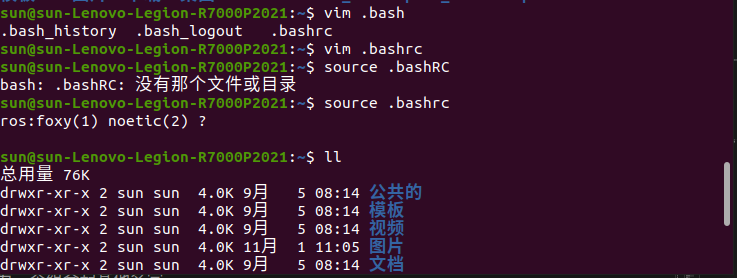 sun@sun-Lenovo-Legion-R7000P2021:~$ vim .bash
.bash_history  .bash_logout   .bashrc
sun@sun-Lenovo-Legion-R7000P2021:~$ vim .bashrc
sun@sun-Lenovo-Legion-R7000P2021:~$ source .bashRC
bash: .bashRC: 没有那个文件或目录
sun@sun-Lenovo-Legion-R7000P2021:~$ source .bashrc
ros:foxy(1) noetic(2) ?
sun@sun-Lenovo-Legion-R7000P2021:~$ ll
总用量 76K
drwxr-xr-x 2 sun sun  4.0K 9月   5 08:14 公共的
drwxr-xr-x 2 sun sun  4.0K 9月   5 08:14 模板
drwxr-xr-x 2 sun sun  4.0K 9月   5 08:14 视频
drwxr-xr-x 2 sun sun  4.0K 11月  1 11:05 图片
drwxr-xr-x 2 sun sun  4.0K 9月   5 08:14 文档